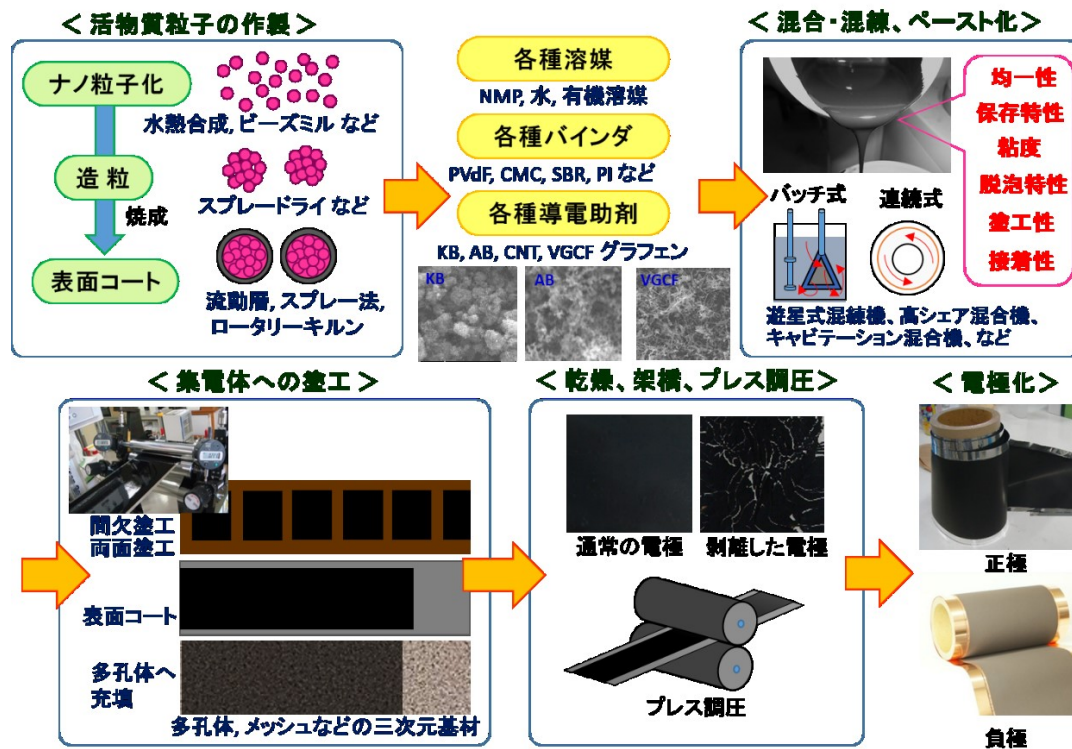 ＜ 活物質粒子の作製 ＞
ナノ粒子化
水熱合成, ビーズミル など
造 粒
スプレードライ など
焼成
表面コート
流動層, スプレー法,
ロータリーキルン
各種溶媒
NMP, 水, 有機溶媒
各種バインダ
PVdF, CMC, SBR, PI など
各種導電助剤
KB, AB, CNT, VGCF グラフェン
KB
AB
VGCF
＜ 混合・混練、ペースト化 ＞
均一性
保存特性
粘度
脱泡特性
塗工性
接着性
バッチ式
連続式
遊星式混練機、高シェア混合機、
キャビテーション混合機、など
＜ 集電体への塗工 ＞
間欠塗工
両面塗工
表面コート
多孔体へ
充填
多孔体, メッシュなどの三次元基材
＜ 乾燥、架橋、プレス調圧＞
通常の電極
剥離した電極
プレス調圧
＜ 電極化 ＞
正極
負極